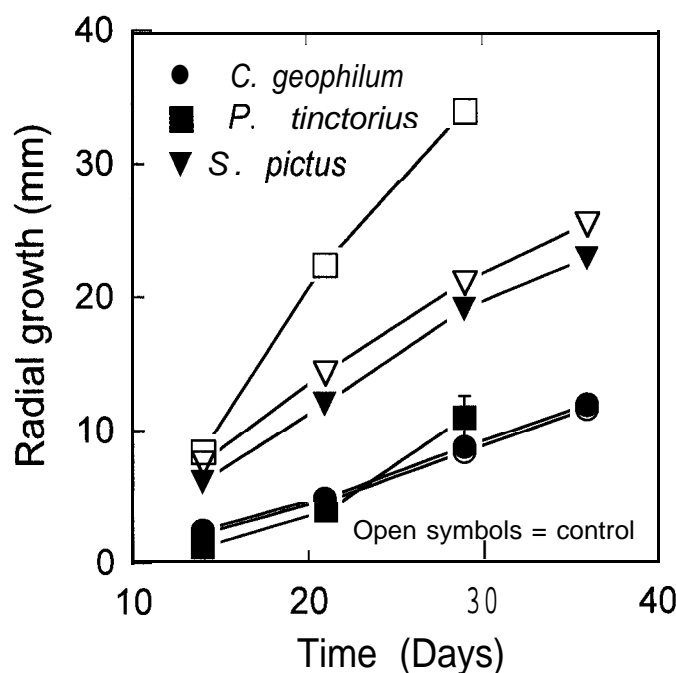 40
30
20
10
0
Radial growth (mm)
C. geophilum
P. tinctorius
S. pictus
Open symbols = control
10 20 30 40
Time (Days)